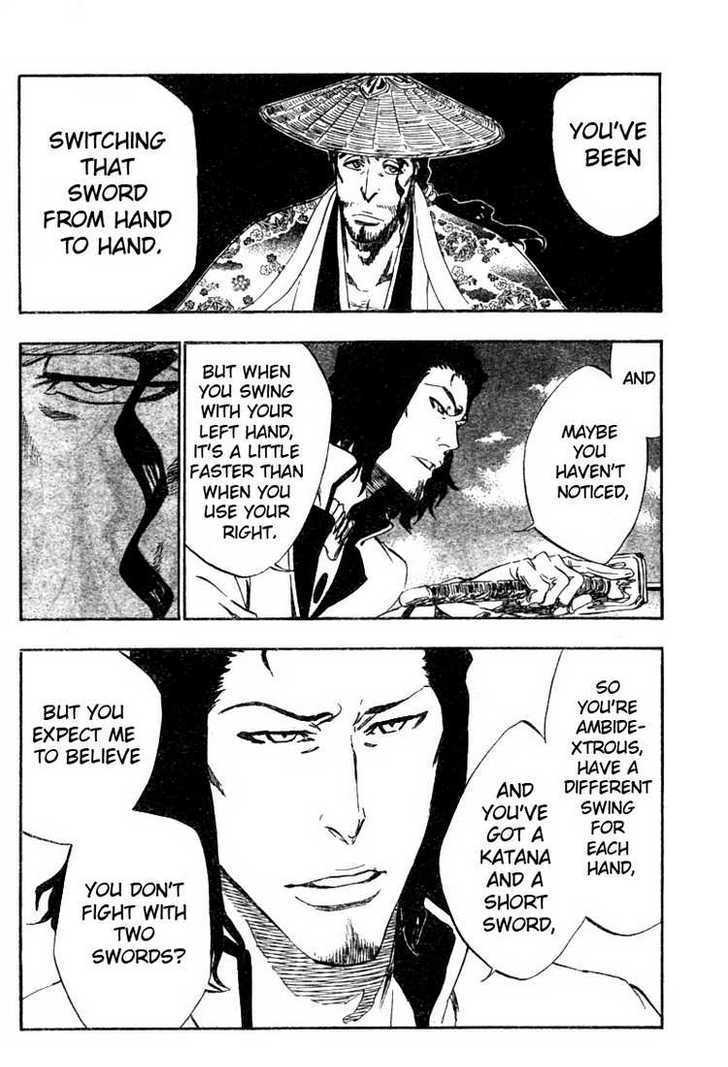 YOU'VE
BEEN
SWITCHING
THAT
SWORD
FROM HAND
TO HAND.
AND
MAYBE
YOU
HAVEN'T
NOTICED,
BUT WHEN
YOU SWING
WITH YOUR
LEFT HAND,
IT'S A LITTLE
FASTER THAN
WHEN YOU
USE YOUR
RIGHT.
SO
YOU'RE
AMBIDE-
XTROUS,
HAVE A
DIFFERENT
SWING
FOR
EACH
HAND,
AND
YOU'VE
GOT A
KATANA
AND A
SHORT
SWORD,
BUT YOU
EXPECT ME
TO BELIEVE
YOU DON'T
FIGHT WITH
TWO
SWORDS?